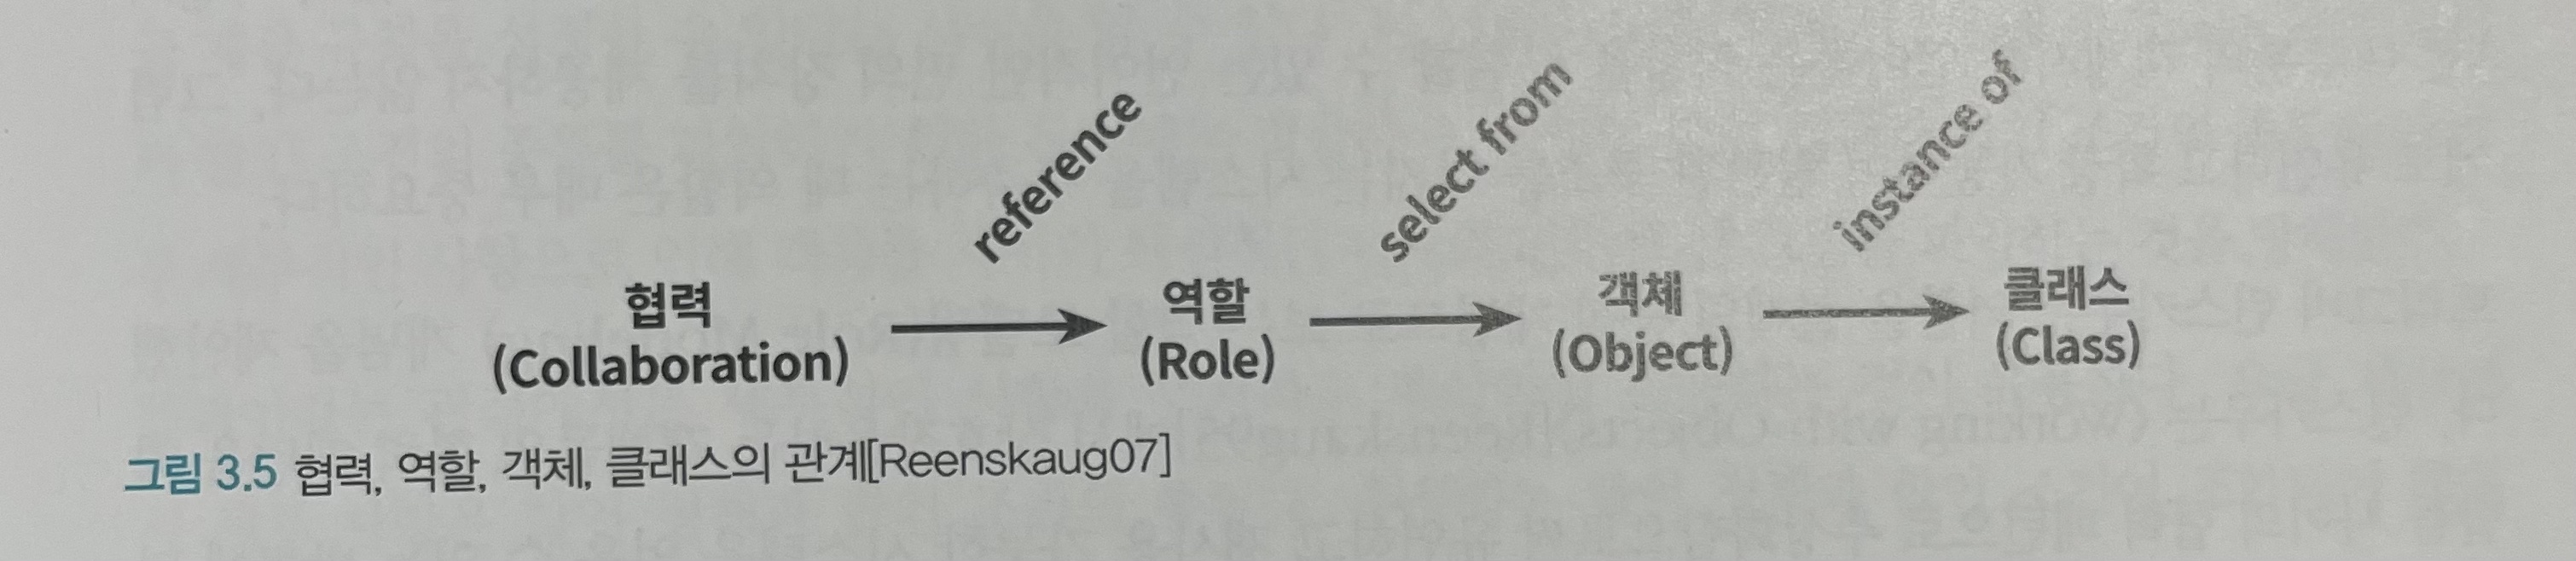 reference
select from
instance of
협력
(Collaboration)
역할
(Role)
객체
(Object)
클래스
(Class)
그림 3.5 협력, 역할, 객체, 클래스의 관계[Reenskaug07]